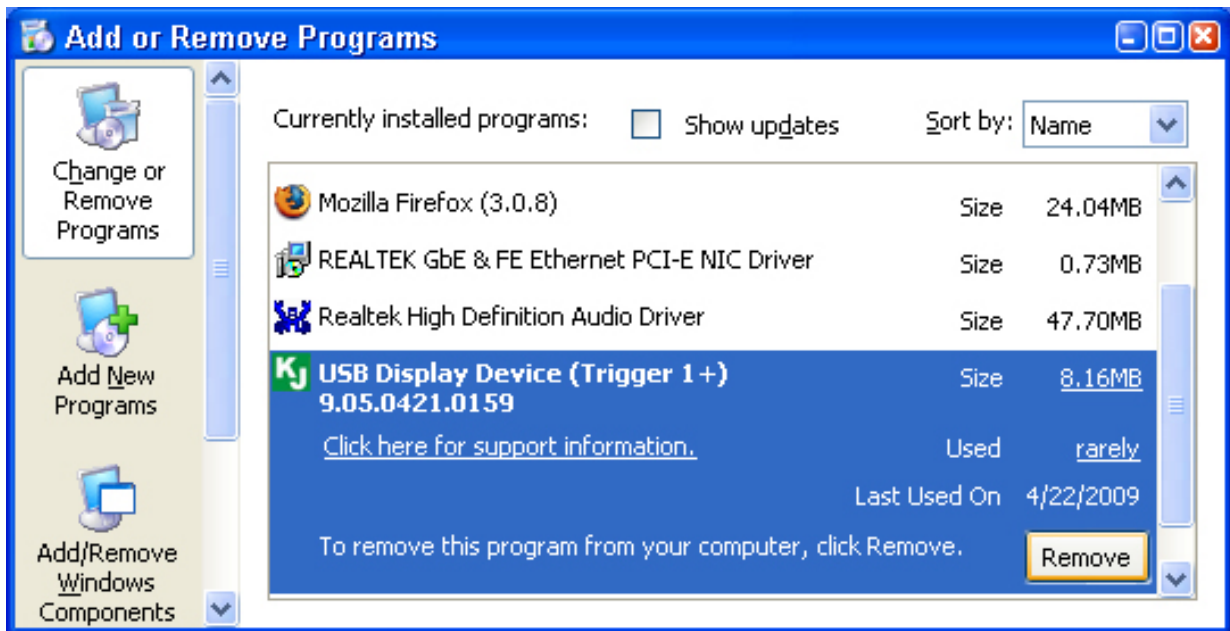 Add or Remove Programs
Change or
Remove
Programs
Add New
Programs
Add/Remove
Windows
Components
Currently installed programs: Show updates Sort by: Name
Mozilla Firefox (3.0.8) Size 24.04MB
REALTEK GbE & FE Ethernet PCI-E NIC Driver Size 0.73MB
Realtek High Definition Audio Driver Size 47.70MB
KJ USB Display Device (Trigger 1+) Size 8.16MB
9.05.0421.0159
Click here for support information. Used rarely
Last Used On 4/22/2009
To remove this program from your computer, click Remove. Remove